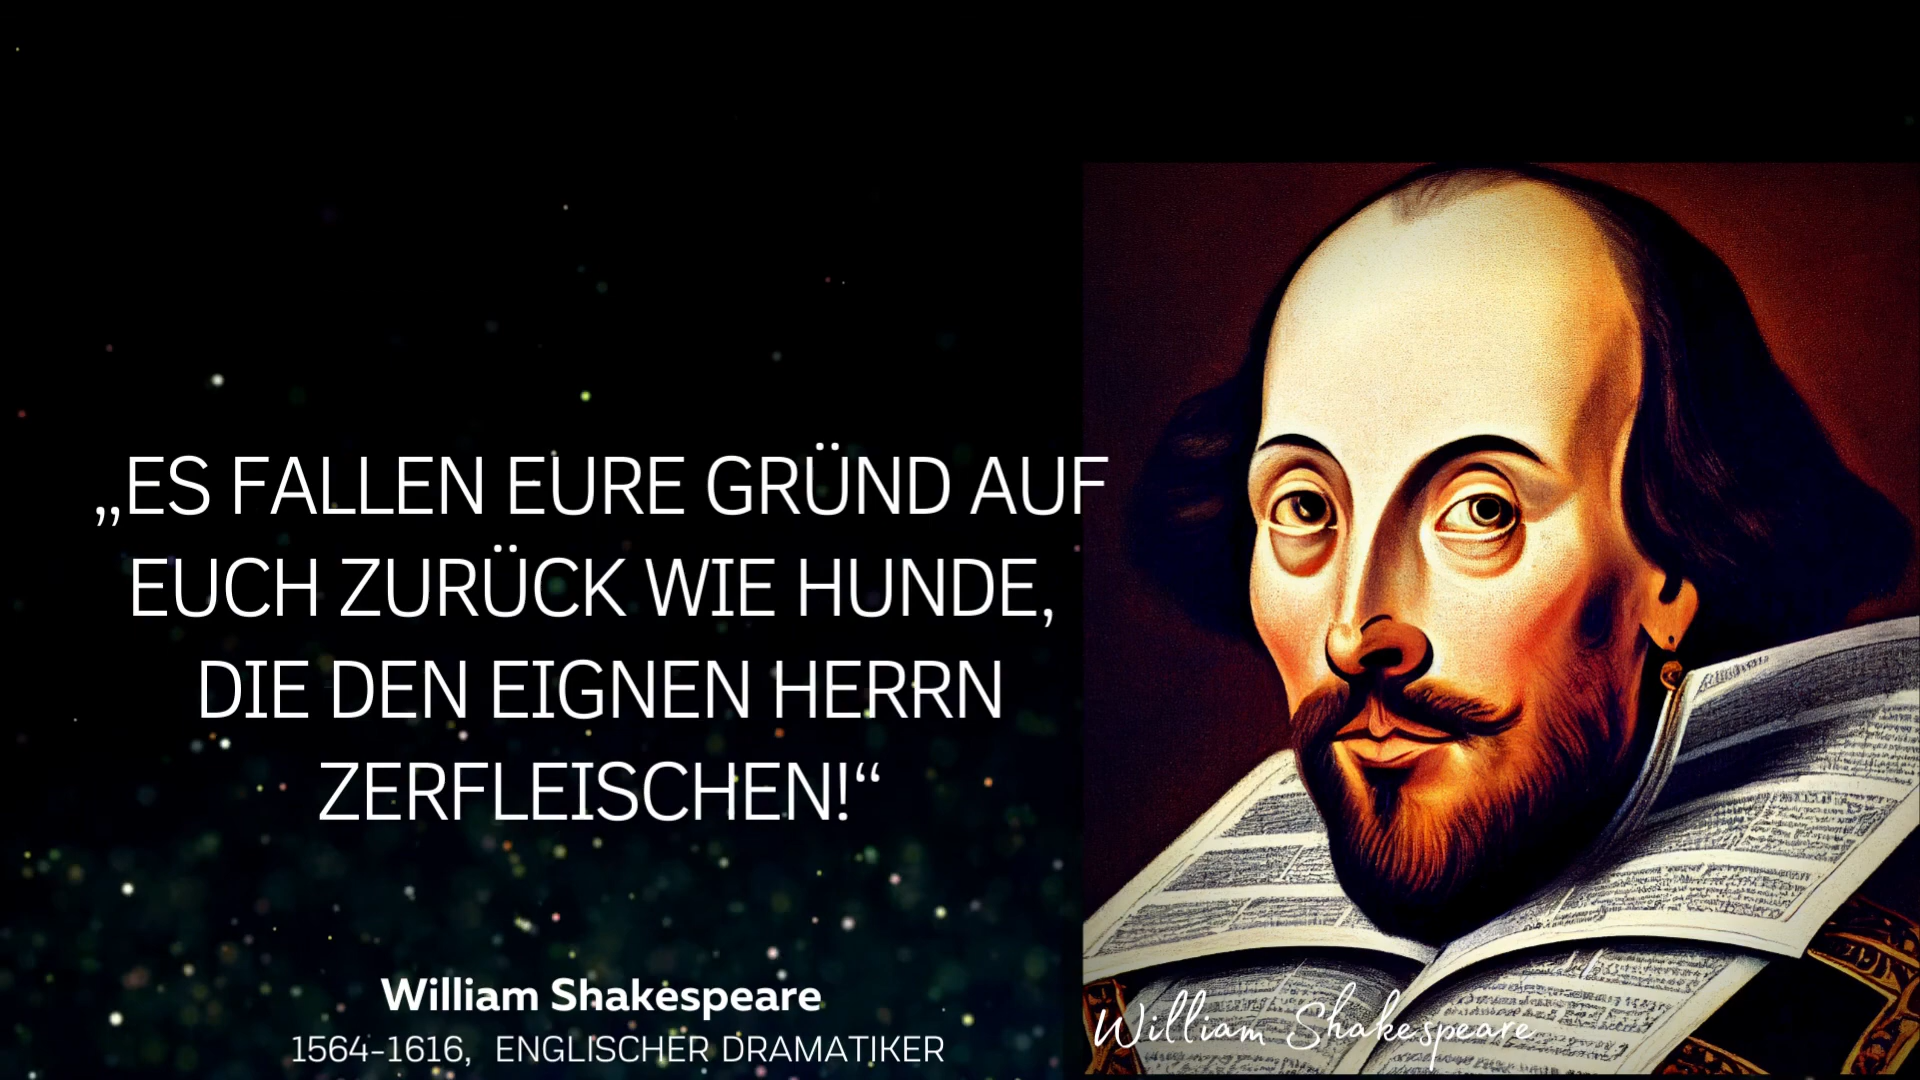 „ES FALLEN EURE GRÜND AUF
EUCH ZURÜCK WIE HUNDE,
DIE DEN EIGNEN HERRN
ZERFLEISCHEN!“
William Shakespeare
1564-1616, ENGLISCHER DRAMATIKER
William Shakespeare